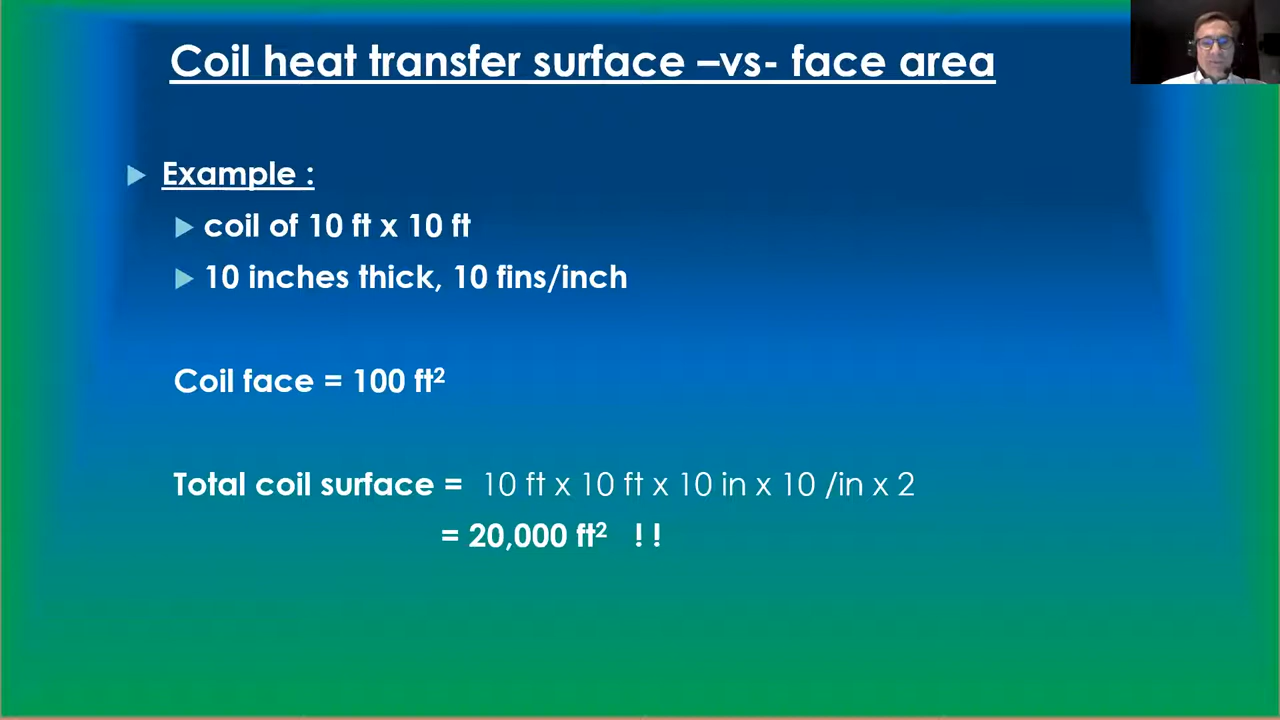 Coil heat transfer surface –vs- face area
Example :
coil of 10 ft x 10 ft
10 inches thick, 10 fins/inch
Coil face = 100 ft²
Total coil surface = 10 ft x 10 ft x 10 in x 10 /in x 2
= 20,000 ft² ! !